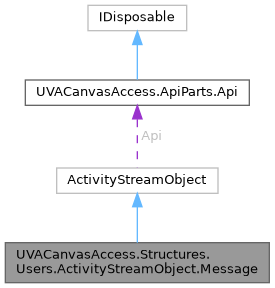 IDisposable
UVACanvasAccess.ApiParts.Api
Api
ActivityStreamObject
UVACanvasAccess.Structures.
Users.ActivityStreamObject.Message